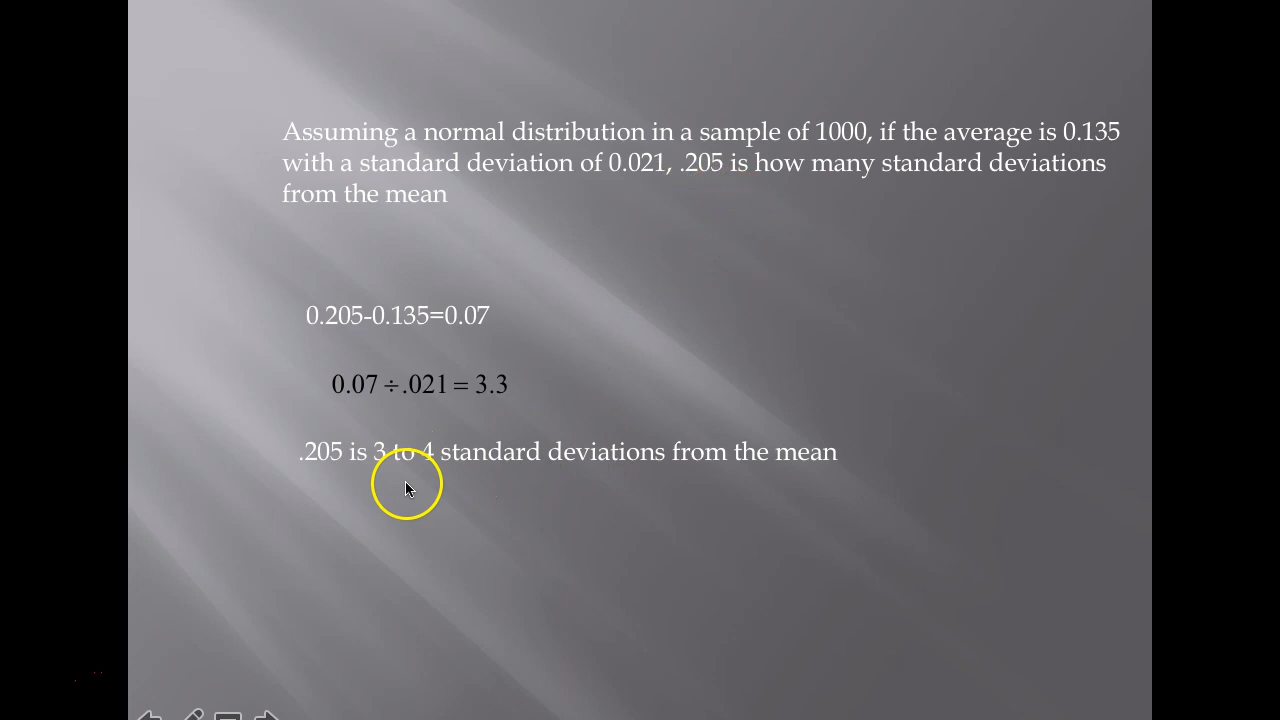 Assuming a normal distribution in a sample of 1000, if the average is 0.135
with a standard deviation of 0.021, .205 is how many standard deviations
from the mean
0.205-0.135=0.07
0.07 ÷ .021 = 3.3
.205 is 3 to 4 standard deviations from the mean